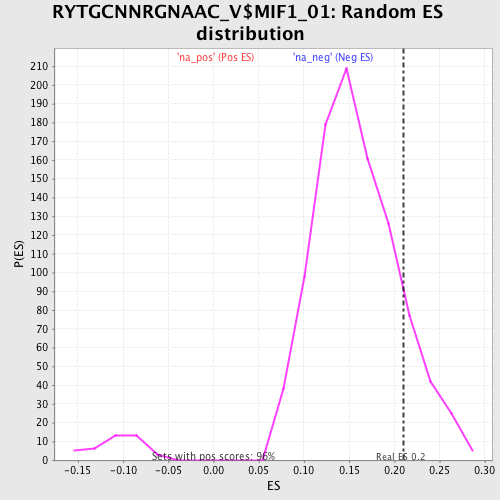 RYTGCNNRGNAAC_V$MIF1_01: Random ES
distribution
'na_pos' (Pos ES) 'na_neg' (Neg ES)
210
200
190
180
170
160
150
140
130
120
110
100
90
80
70
60
50
40
30
20
10
0
P(ES)
Sets with pos scores: 96%
Real ES 0.2
-0.15 -0.10 -0.05 0.00 0.05 0.10 0.15 0.20 0.25 0.30
ES